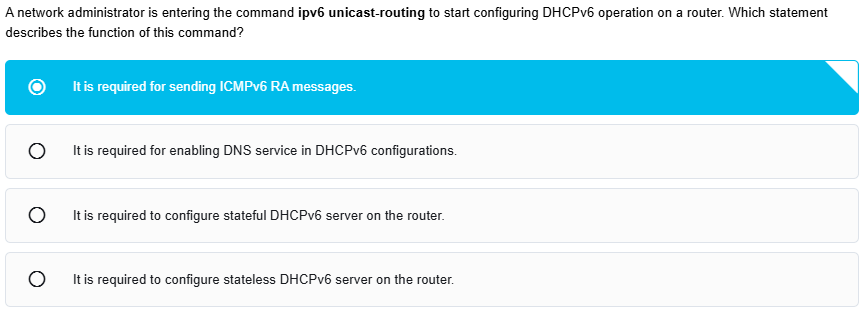 A network administrator is entering the command ipv6 unicast-routing to start configuring DHCPv6 operation on a router. Which statement
describes the function of this command?
It is required for sending ICMPv6 RA messages.
It is required for enabling DNS service in DHCPv6 configurations.
It is required to configure stateful DHCPv6 server on the router.
It is required to configure stateless DHCPv6 server on the router.